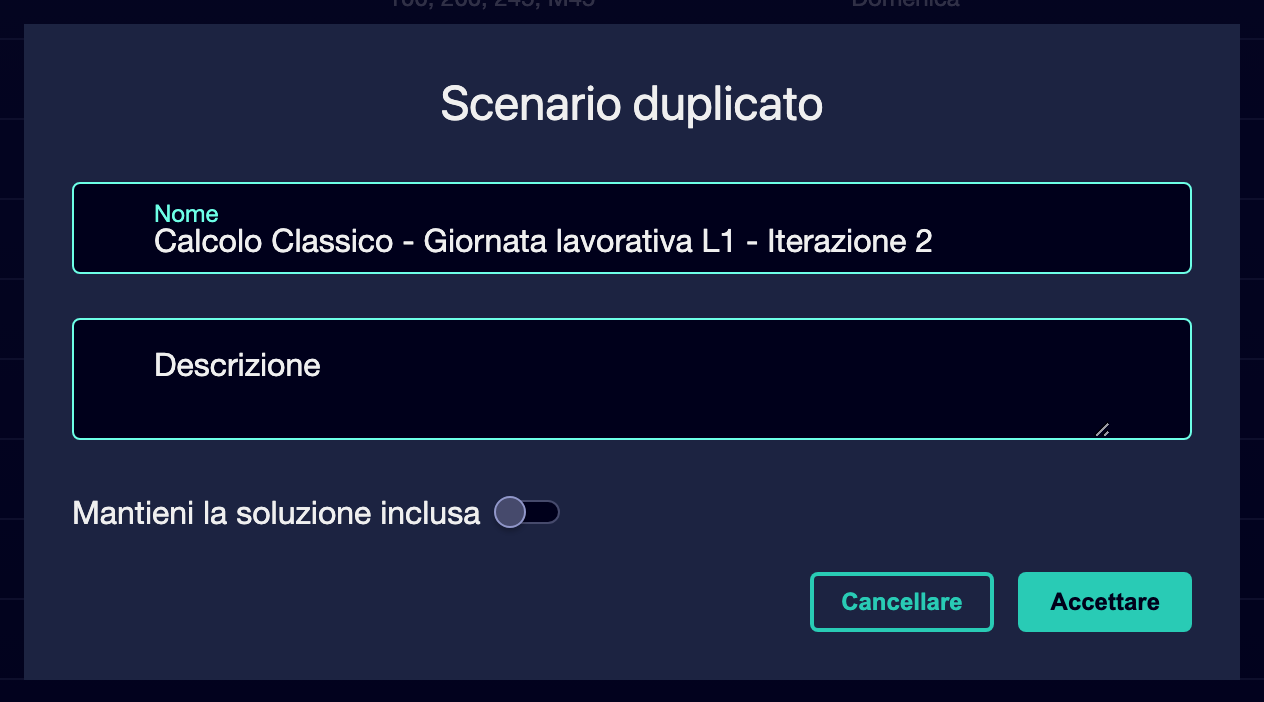 Scenario duplicato
Nome
Calcolo Classico - Giornata lavorativa L1 - Iterazione 2
Descrizione
Mantieni la soluzione inclusa
Cancellare
Accettare